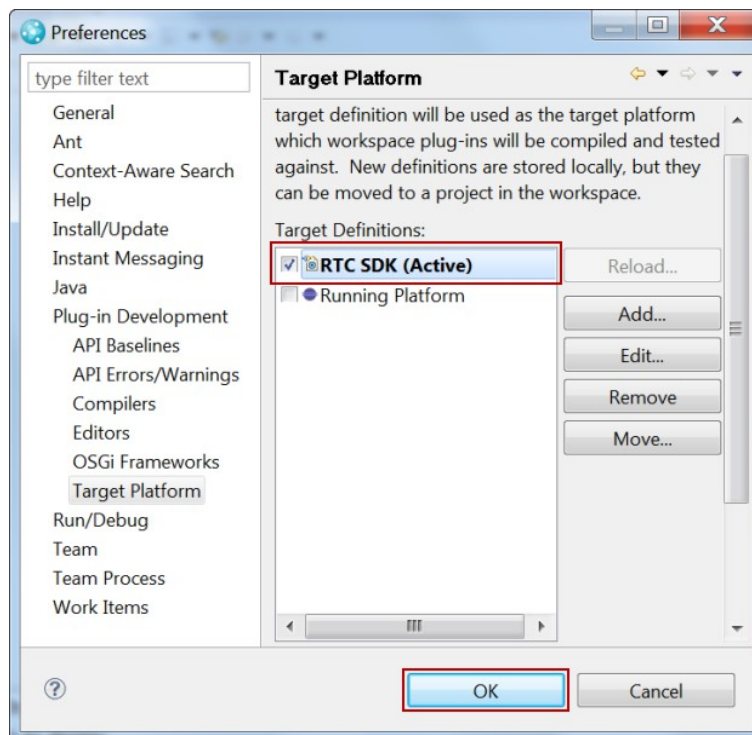 Preferences
type filter text
General
Ant
Context-Aware Search
Help
Install/Update
Instant Messaging
Java
Plug-in Development
API Baselines
API Errors/Warnings
Compilers
Editors
OSGi Frameworks
Target Platform
Run/Debug
Team
Team Process
Work Items
Target Platform
target definition will be used as the target platform
which workspace plug-ins will be compiled and tested
against. New definitions are stored locally, but they
can be moved to a project in the workspace.
Target Definitions:
RTC SDK (Active)
Running Platform
Reload...
Add...
Edit...
Remove
Move...
?
OK
Cancel